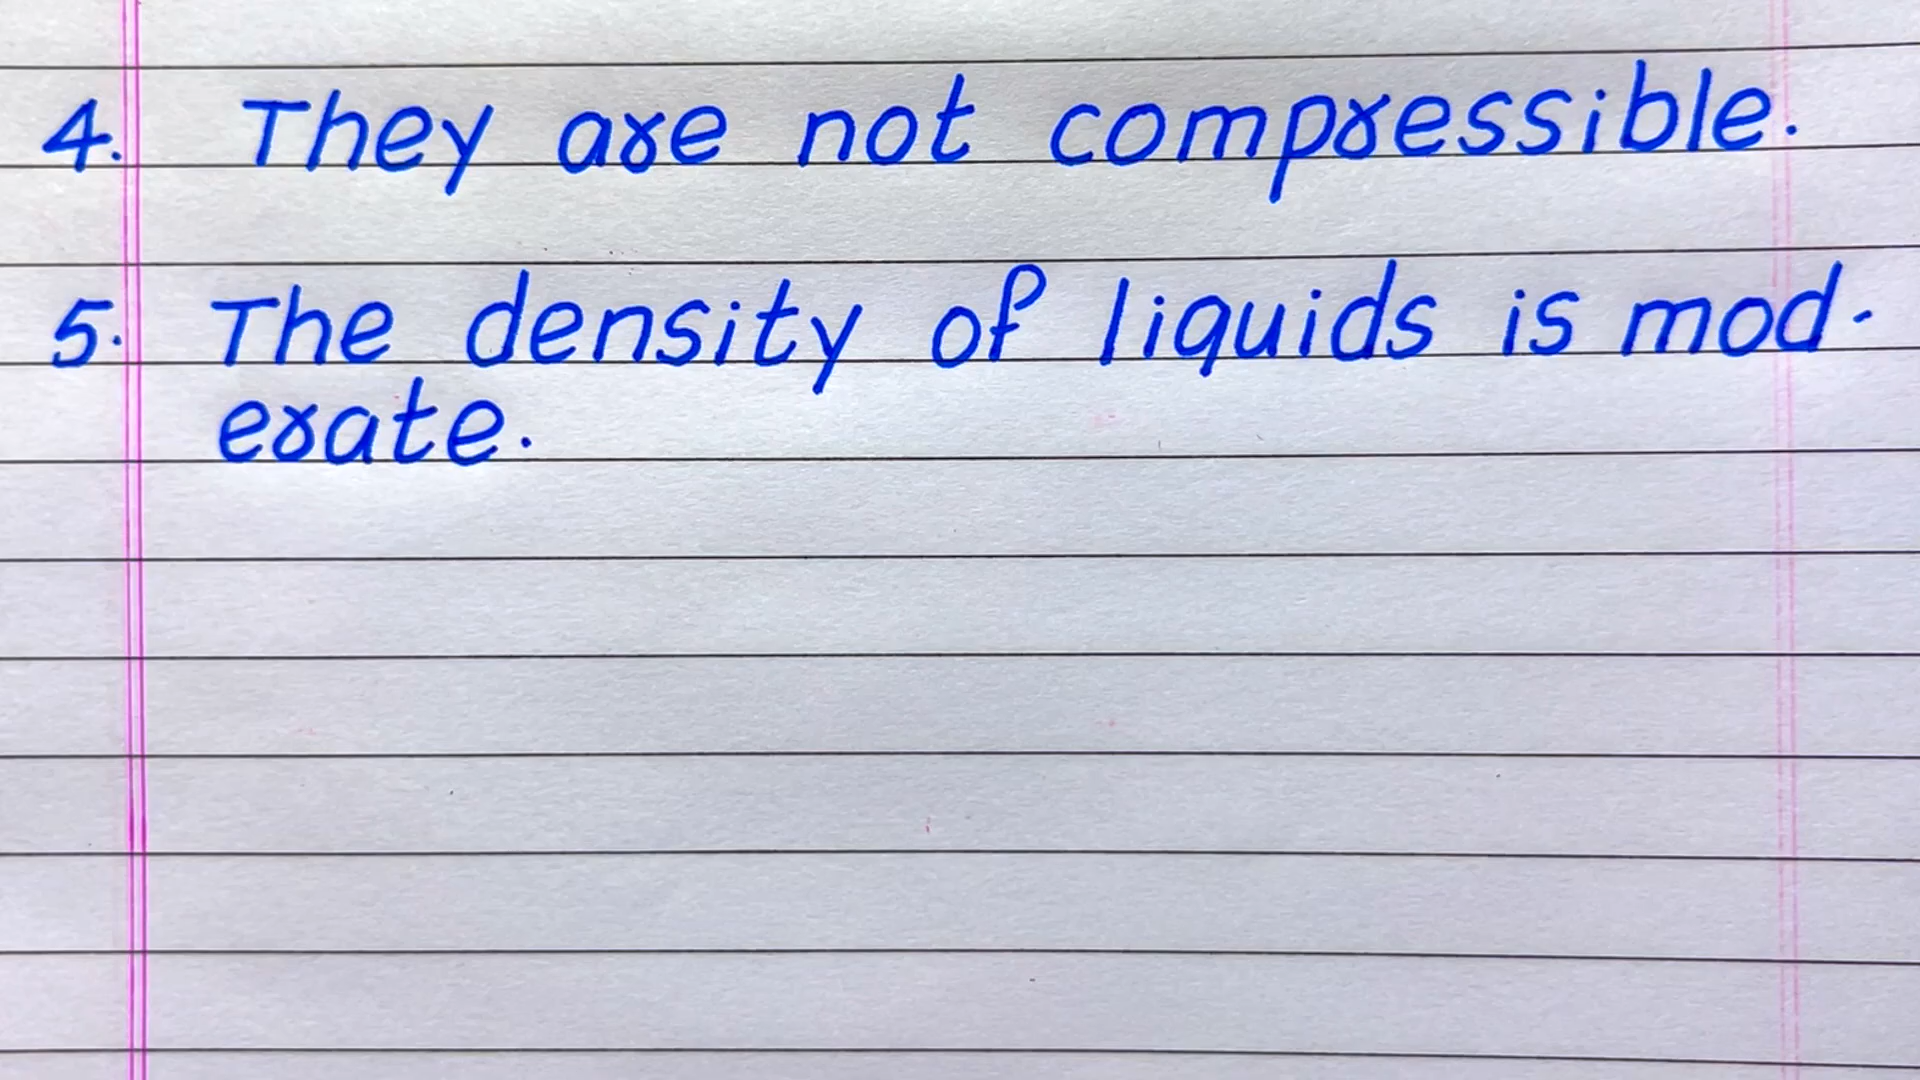 4. They are not compressible.
5. The density of liquids is mod-
erate.